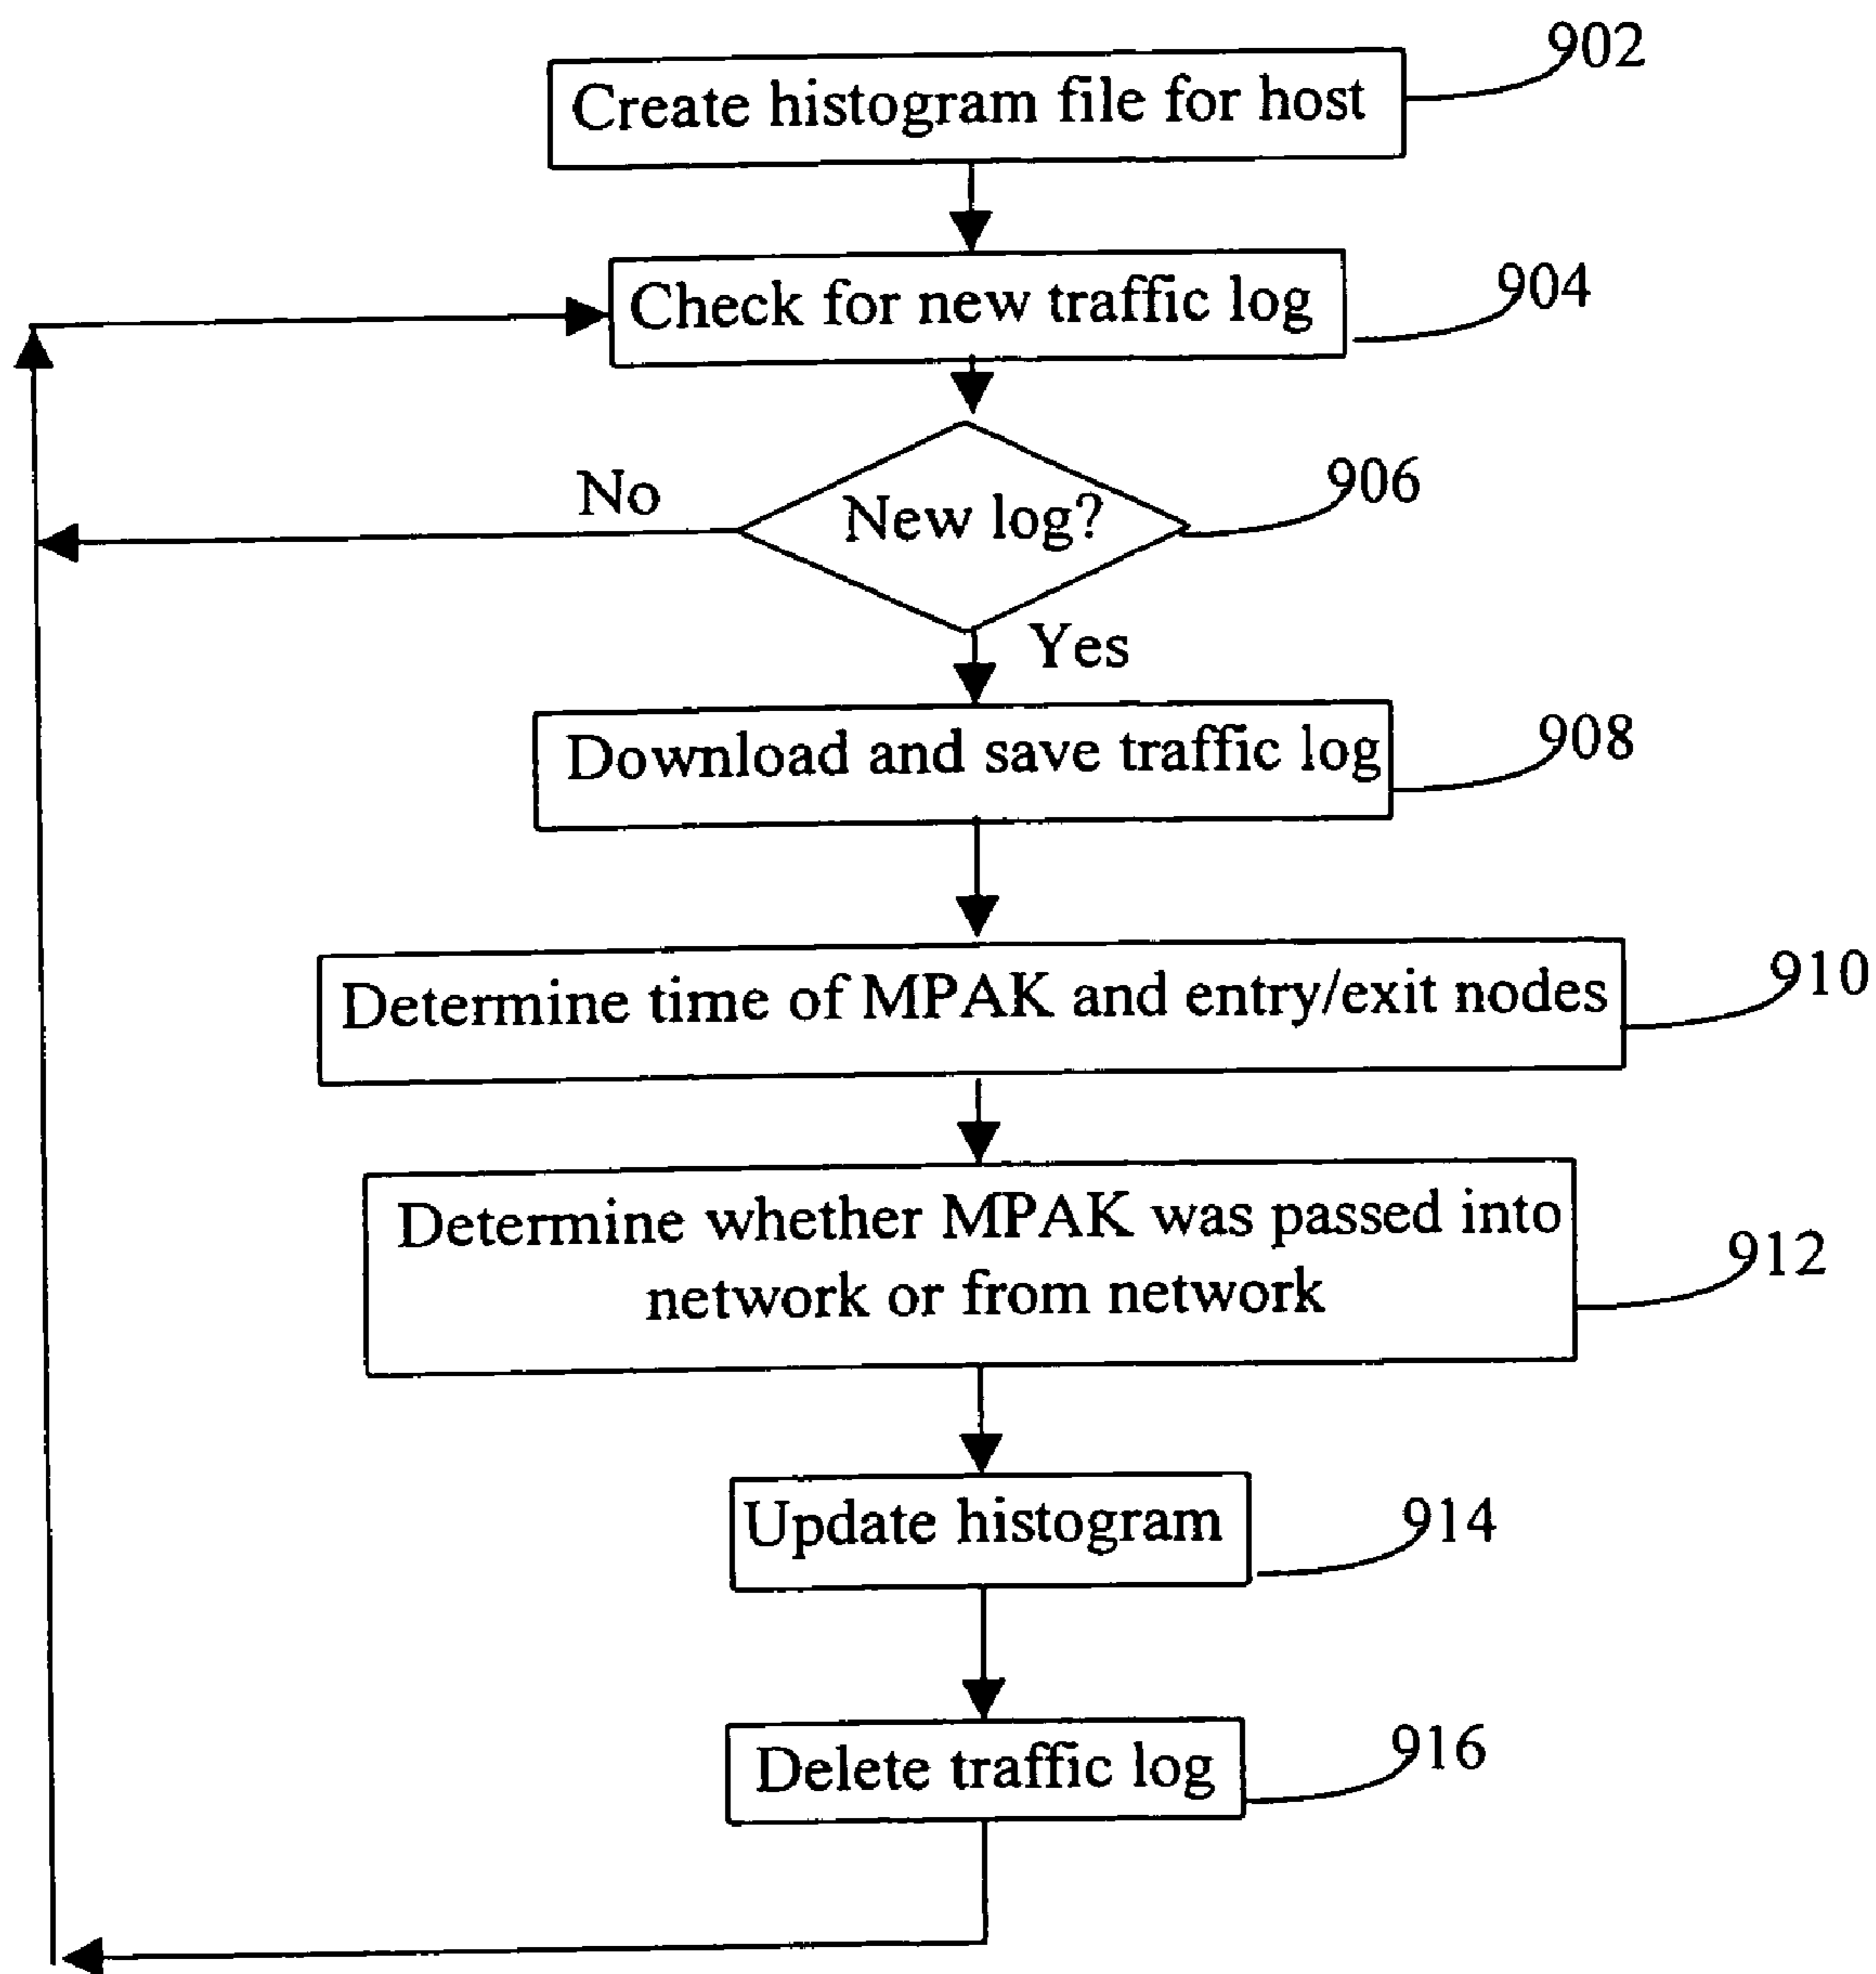 902
Create histogram file for host
904
Check for new traffic log
906
No
New log?
Yes
908
Download and save traffic log
910
Determine time of MPAK and entry/exit nodes
912
Determine whether MPAK was passed into
network or from network
914
Update histogram
916
Delete traffic log